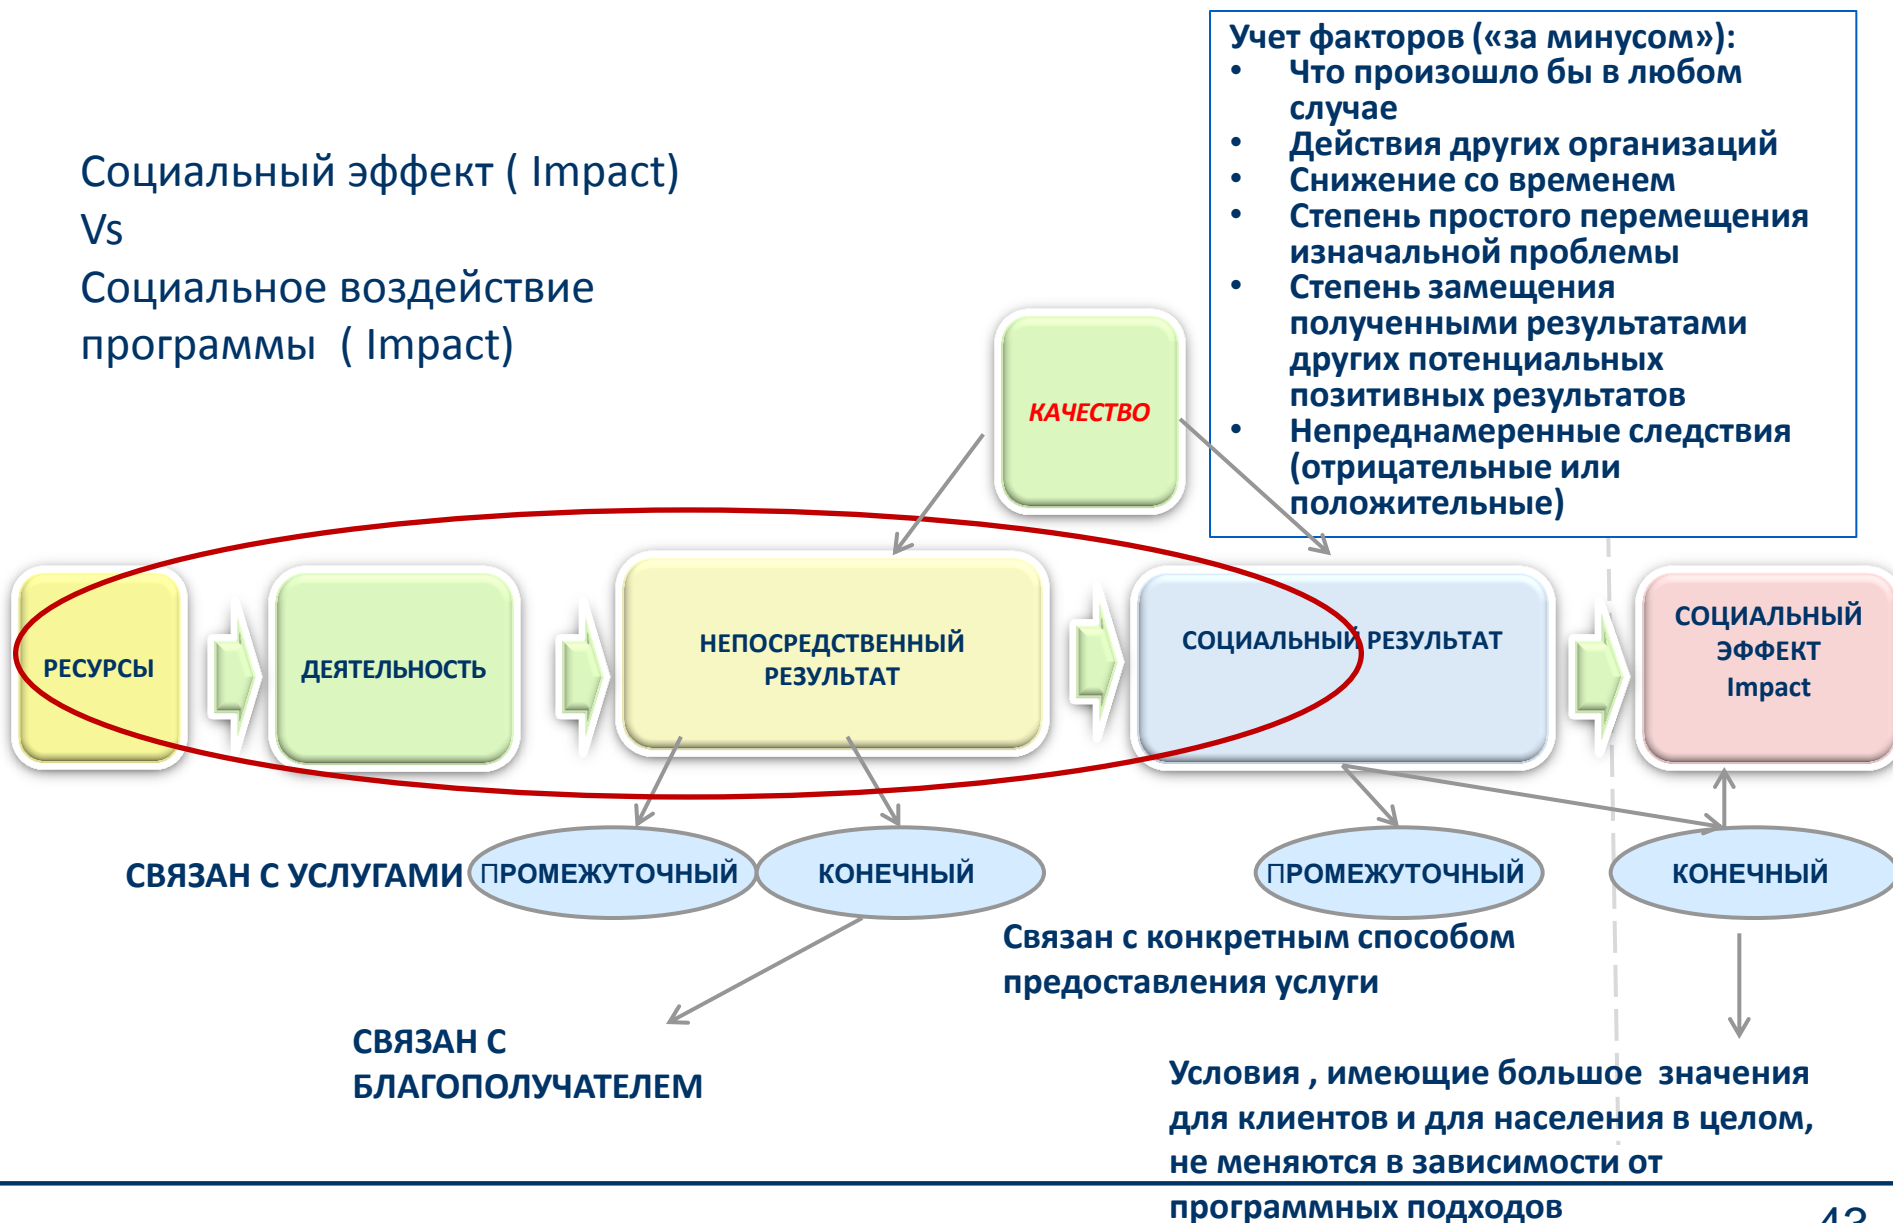 Социальный эффект ( Impact)
Vs
Социальное воздействие
программы ( Impact)
Учет факторов («за минусом»):
• Что произошло бы в любом
случае
• Действия других организаций
• Снижение со временем
• Степень простого перемещения
изначальной проблемы
• Степень замещения
полученными результатами
других потенциальных
позитивных результатов
• Непреднамеренные следствия
(отрицательные или
положительные)
КАЧЕСТВО
РЕСУРСЫ
ДЕЯТЕЛЬНОСТЬ
НЕПОСРЕДСТВЕННЫЙ
РЕЗУЛЬТАТ
СОЦИАЛЬНЫЙ РЕЗУЛЬТАТ
СОЦИАЛЬНЫЙ
ЭФФЕКТ
Impact
СВЯЗАН С УСЛУГАМИ
ПРОМЕЖУТОЧНЫЙ
КОНЕЧНЫЙ
ПРОМЕЖУТОЧНЫЙ
КОНЕЧНЫЙ
Связан с конкретным способом
предоставления услуги
СВЯЗАН С
БЛАГОПОЛУЧАТЕЛЕМ
Условия , имеющие большое значения
для клиентов и для населения в целом,
не меняются в зависимости от
программных подходов
43